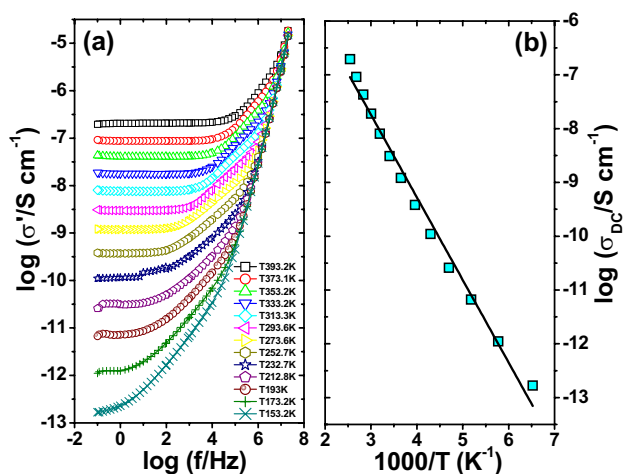 (a)
(b)
log (σ'/S cm⁻¹)
-5
-6
-7
-8
-9
-10
-11
-12
-13
-2 0 2 4 6 8
log (f/Hz)
T393.2K
T373.1K
T353.2K
T333.2K
T313.3K
T293.6K
T273.6K
T252.7K
T232.7K
T212.8K
T193K
T173.2K
T153.2K
-6
-7
-8
-9
-10
-11
-12
-13
log (σDC/S cm⁻¹)
2 3 4 5 6 7
1000/T (K⁻¹)